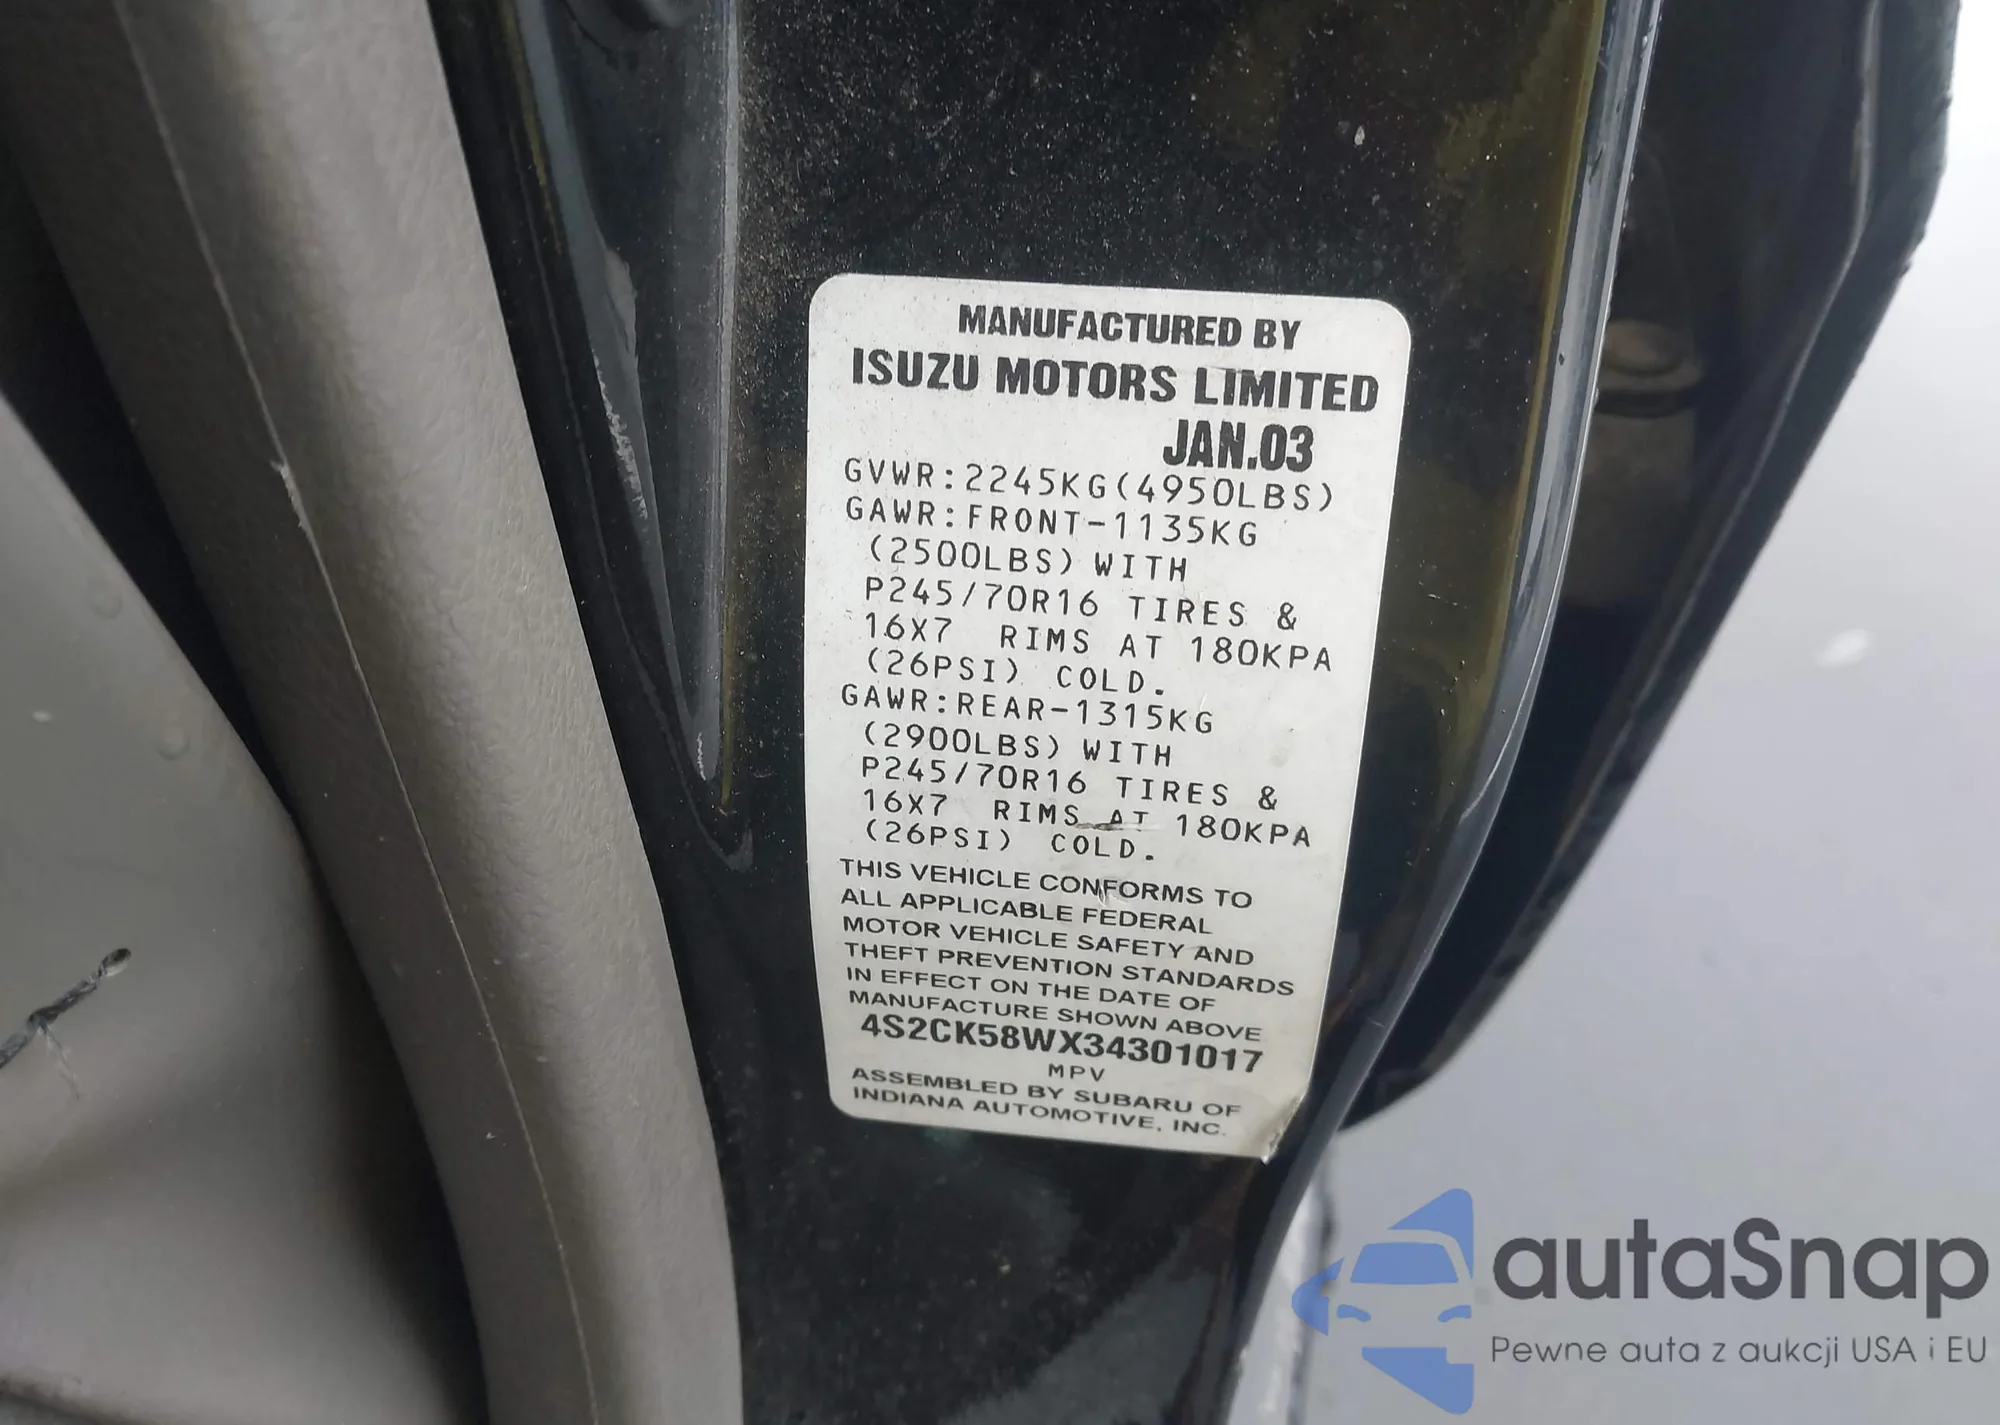 MANUFACTURED BY
ISUZU MOTORS LIMITED
JAN.03
GVWR:2245KG(4950LBS)
GAWR:FRONT-1135KG
(2500LBS) WITH
P245/70R16 TIRES &
16X7 RIMS AT 180KPA
(26PSI) COLD.
GAWR:REAR-1315KG
(2900LBS) WITH
P245/70R16 TIRES &
16X7 RIMS AT 180KPA
(26PSI) COLD.
THIS VEHICLE CONFORMS TO
ALL APPLICABLE FEDERAL
MOTOR VEHICLE SAFETY AND
THEFT PREVENTION STANDARDS
IN EFFECT ON THE DATE OF
MANUFACTURE SHOWN ABOVE
4S2CK58WX34301017
MPV
ASSEMBLED BY SUBARU OF
INDIANA AUTOMOTIVE, INC.
autaSnap
Pewne auta z aukcji USA i EU